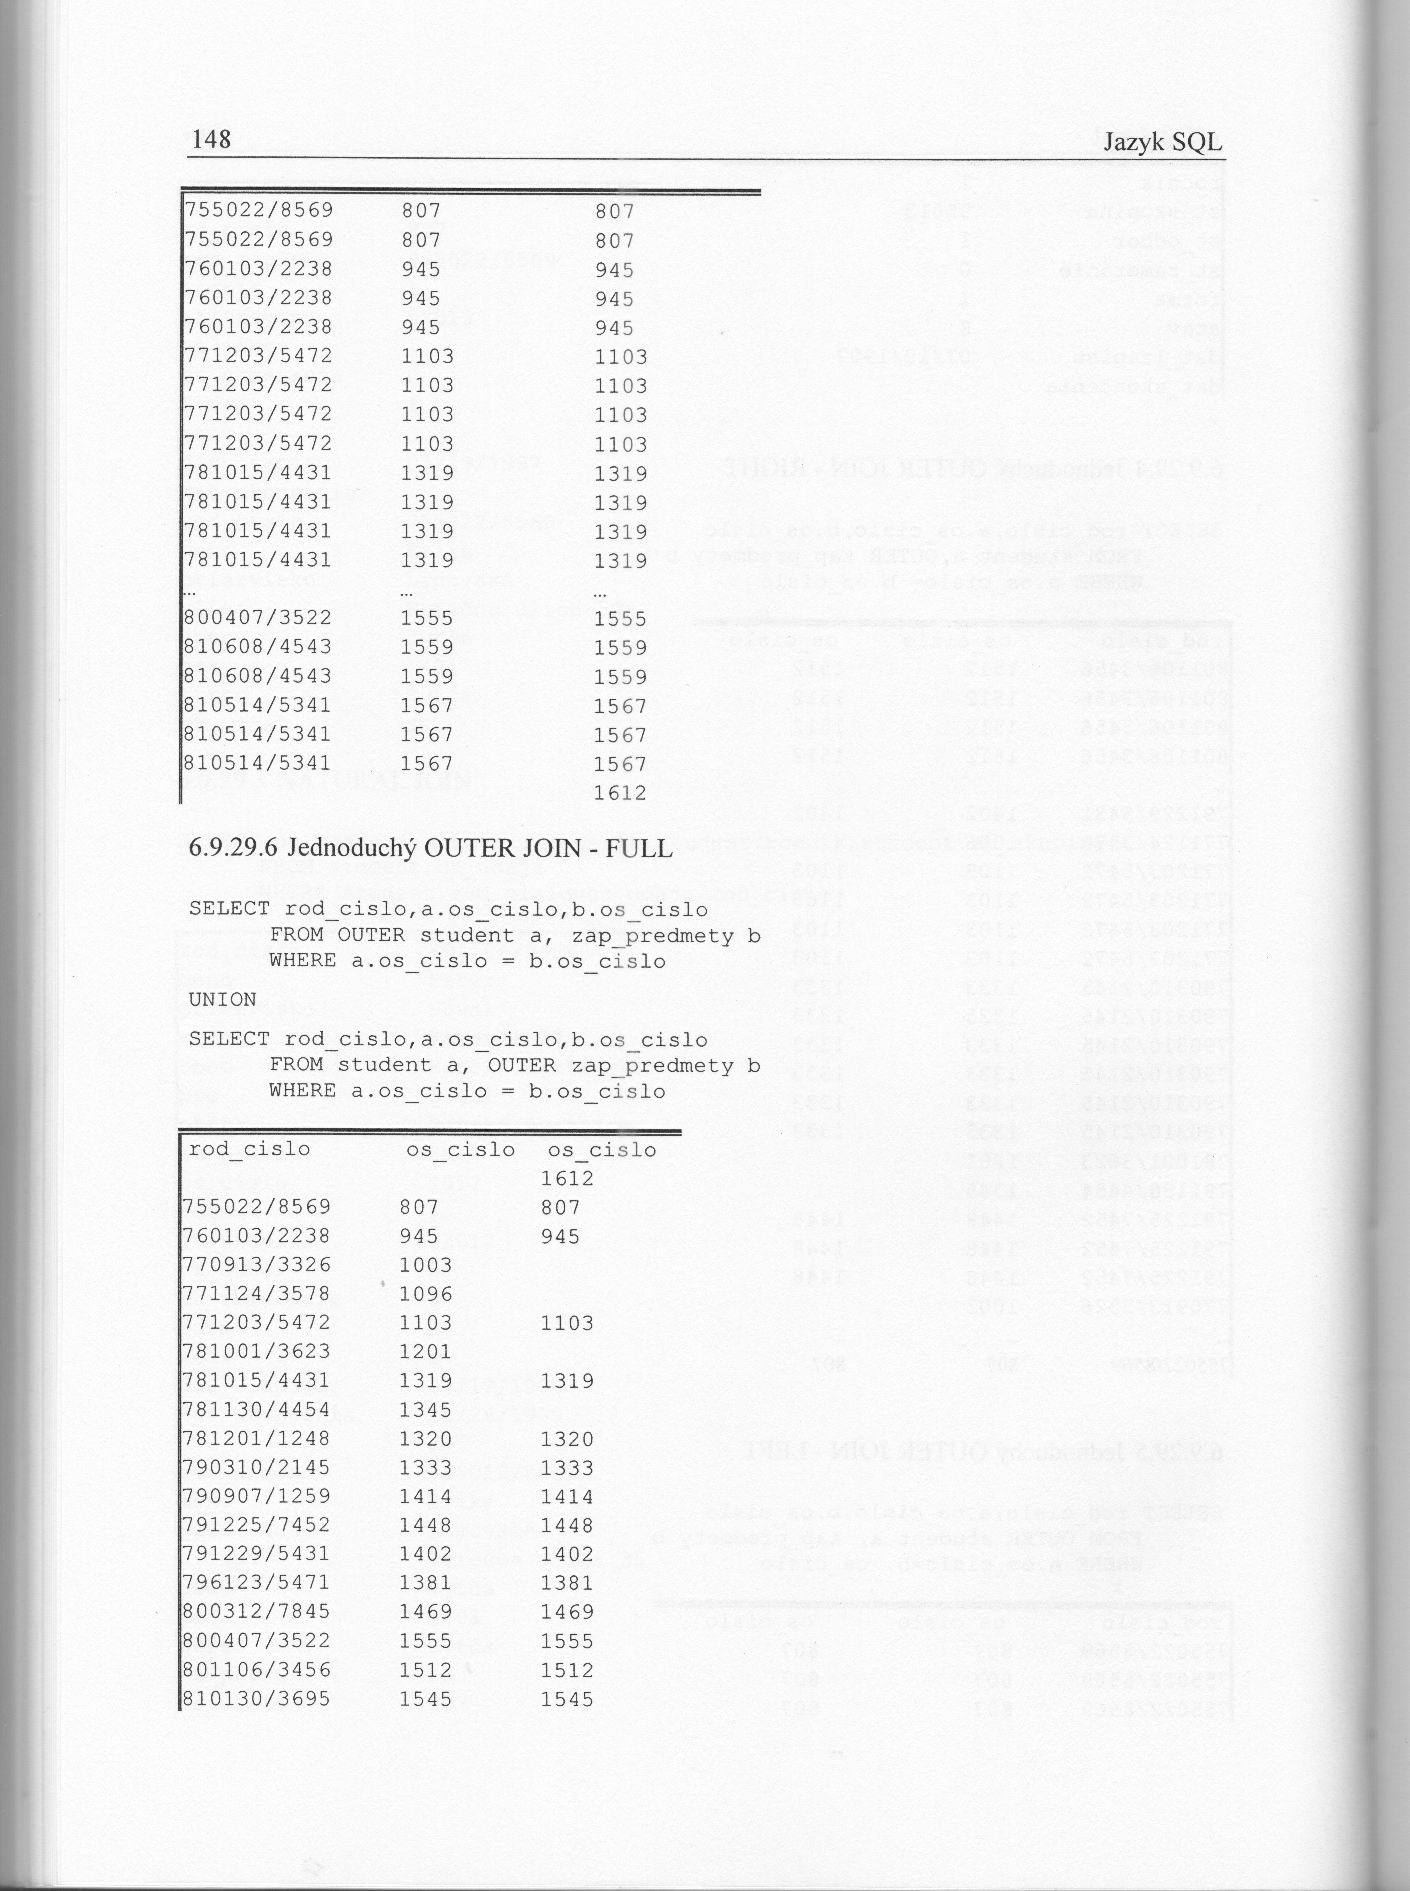 148 Jazyk SQL
755022/8569 807 807
755022/8569 807 807
760103/2238 945 945
760103/2238 945 945
760103/2238 945 945
771203/5472 1103 1103
771203/5472 1103 1103
771203/5472 1103 1103
771203/5472 1103 1103
781015/4431 1319 1319
781015/4431 1319 1319
781015/4431 1319 1319
781015/4431 1319 1319
… … …
800407/3522 1555 1555
810608/4543 1559 1559
810608/4543 1559 1559
810514/5341 1567 1567
810514/5341 1567 1567
810514/5341 1567 1567
1612
6.9.29.6 Jednoduchý OUTER JOIN - FULL
SELECT rod_cislo,a.os_cislo,b.os_cislo
FROM OUTER student a, zap_predmety b
WHERE a.os_cislo = b.os_cislo
UNION
SELECT rod_cislo,a.os_cislo,b.os_cislo
FROM student a, OUTER zap_predmety b
WHERE a.os_cislo = b.os_cislo
rod_cislo os_cislo os_cislo
1612
755022/8569 807 807
760103/2238 945 945
770913/3326 1003
771124/3578 1096
771203/5472 1103 1103
781001/3623 1201
781015/4431 1319 1319
781130/4454 1345
781201/1248 1320 1320
790310/2145 1333 1333
790907/1259 1414 1414
791225/7452 1448 1448
791229/5431 1402 1402
796123/5471 1381 1381
800312/7845 1469 1469
800407/3522 1555 1555
801106/3456 1512 1512
810130/3695 1545 1545